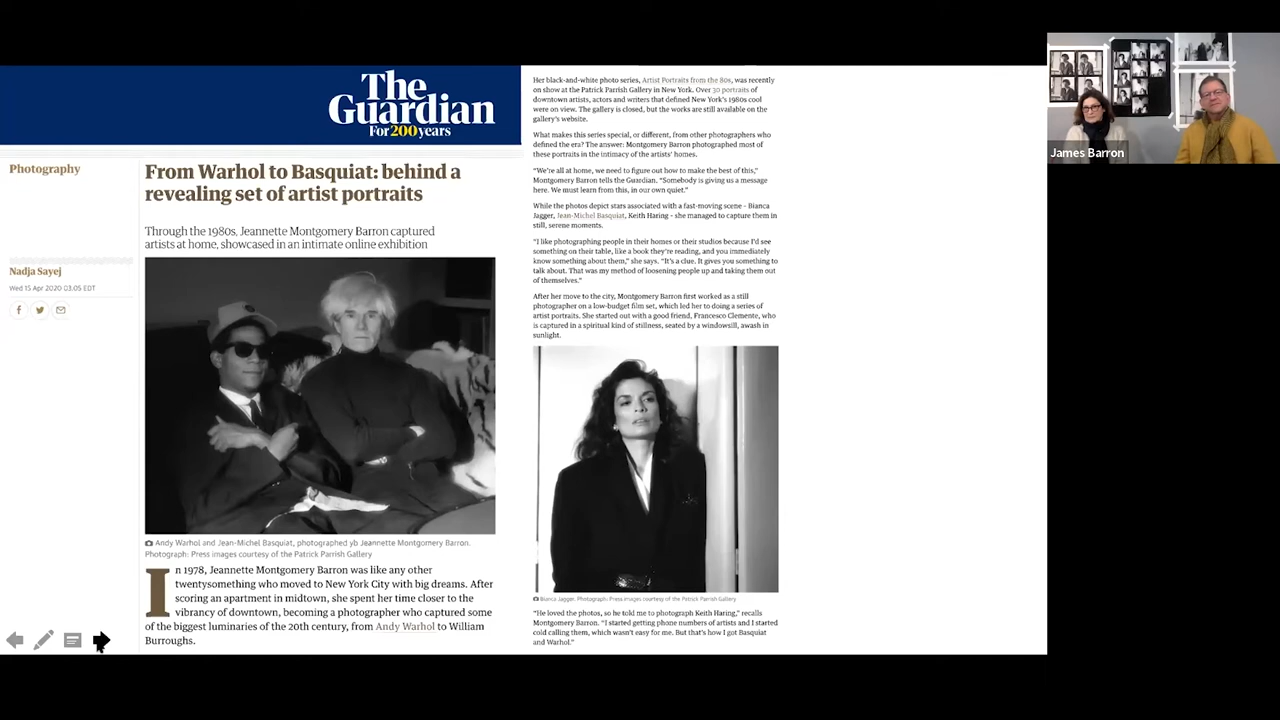 The
Guardian
For 200 years
Photography
From Warhol to Basquiat: behind a
revealing set of artist portraits
Through the 1980s, Jeannette Montgomery Barron captured
artists at home, showcased in an intimate online exhibition
Nadja Sayej
Wed 15 Apr 2020 03.05 EDT
Andy Warhol and Jean-Michel Basquiat, photographed yb Jeannette Montgomery Barron.
Photograph: Press images courtesy of the Patrick Parrish Gallery
In 1978, Jeannette Montgomery Barron was like any other
twentysomething who moved to New York City with big dreams. After
scoring an apartment in midtown, she spent her time closer to the
vibrancy of downtown, becoming a photographer who captured some
of the biggest luminaries of the 20th century, from Andy Warhol to William
Burroughs.
Her black-and-white photo series, Artist Portraits from the 80s, was recently
on show at the Patrick Parrish Gallery in New York. Over 30 portraits of
downtown artists, actors and writers that defined New York's 1980s cool
were on view. The gallery is closed, but the works are still available on the
gallery's website.
What makes this series special, or different, from other photographers who
defined the era? The answer: Montgomery Barron photographed most of
these portraits in the intimacy of the artists' homes.
"We're all at home, we need to figure out how to make the best of this,"
Montgomery Barron tells the Guardian. "Somebody is giving us a message
here. We must learn from this, in our own quiet."
While the photos depict stars associated with a fast-moving scene – Bianca
Jagger, Jean-Michel Basquiat, Keith Haring – she managed to capture them in
still, serene moments.
"I like photographing people in their homes or their studios because I'd see
something on their table, like a book they're reading, and you immediately
know something about them," she says. "It's a clue. It gives you something to
talk about. That was my method of loosening people up and taking them out
of themselves."
After her move to the city, Montgomery Barron first worked as a still
photographer on a low-budget film set, which led her to doing a series of
artist portraits. She started out with a good friend, Francesco Clemente, who
is captured in a spiritual kind of stillness, seated by a windowsill, awash in
sunlight.
Bianca Jagger. Photograph: Press images courtesy of the Patrick Parrish Gallery
"He loved the photos, so he told me to photograph Keith Haring," recalls
Montgomery Barron. "I started getting phone numbers of artists and I started
cold calling them, which wasn't easy for me. But that's how I got Basquiat
and Warhol."
James Barron